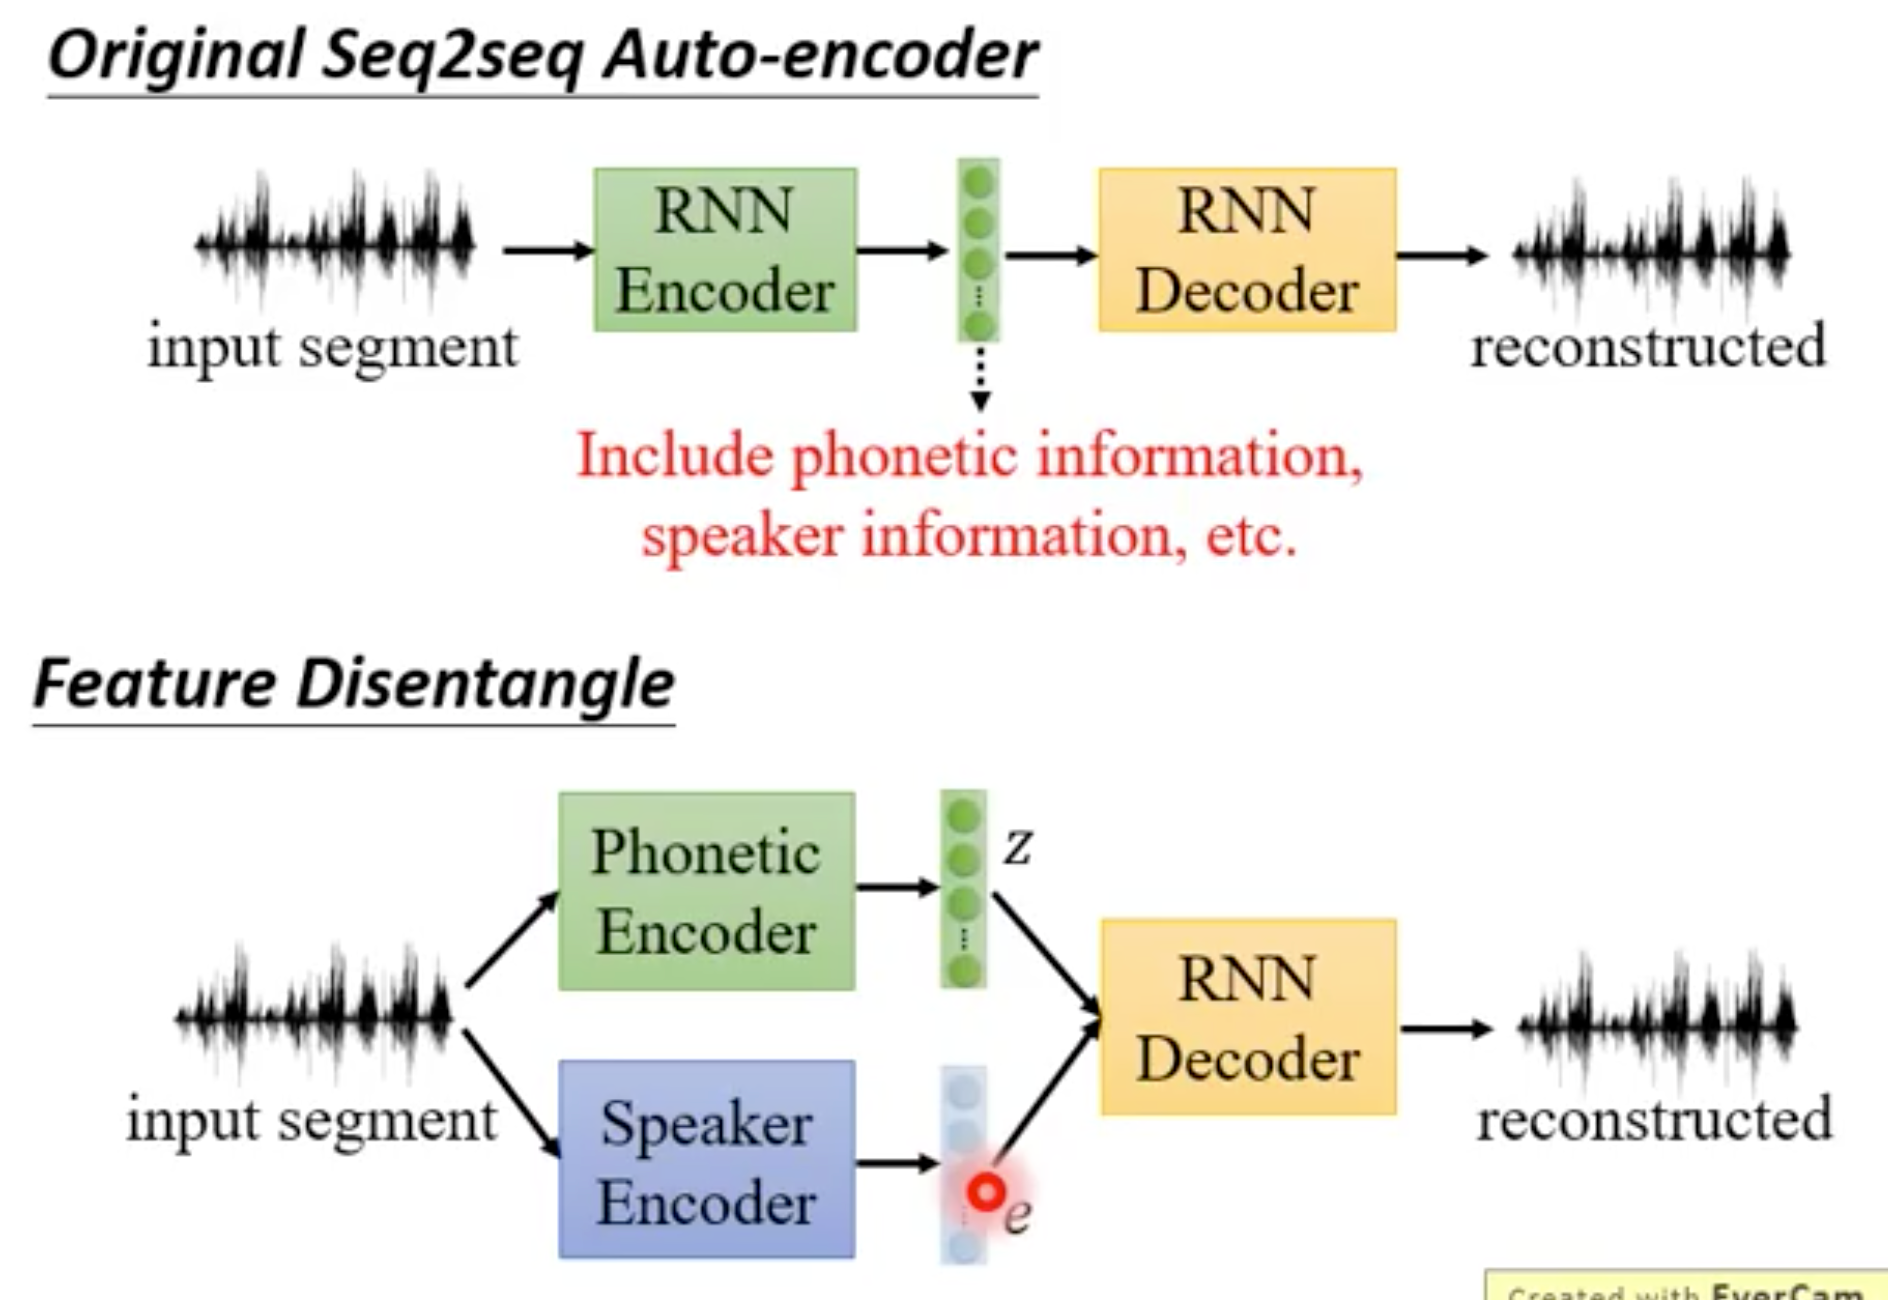 Original Seq2seq Auto-encoder
RNN
Encoder
RNN
Decoder
input segment
reconstructed
Include phonetic information,
speaker information, etc.
Feature Disentangle
Phonetic
Encoder
z
RNN
Decoder
input segment
Speaker
Encoder
e
reconstructed
Created with EverCam